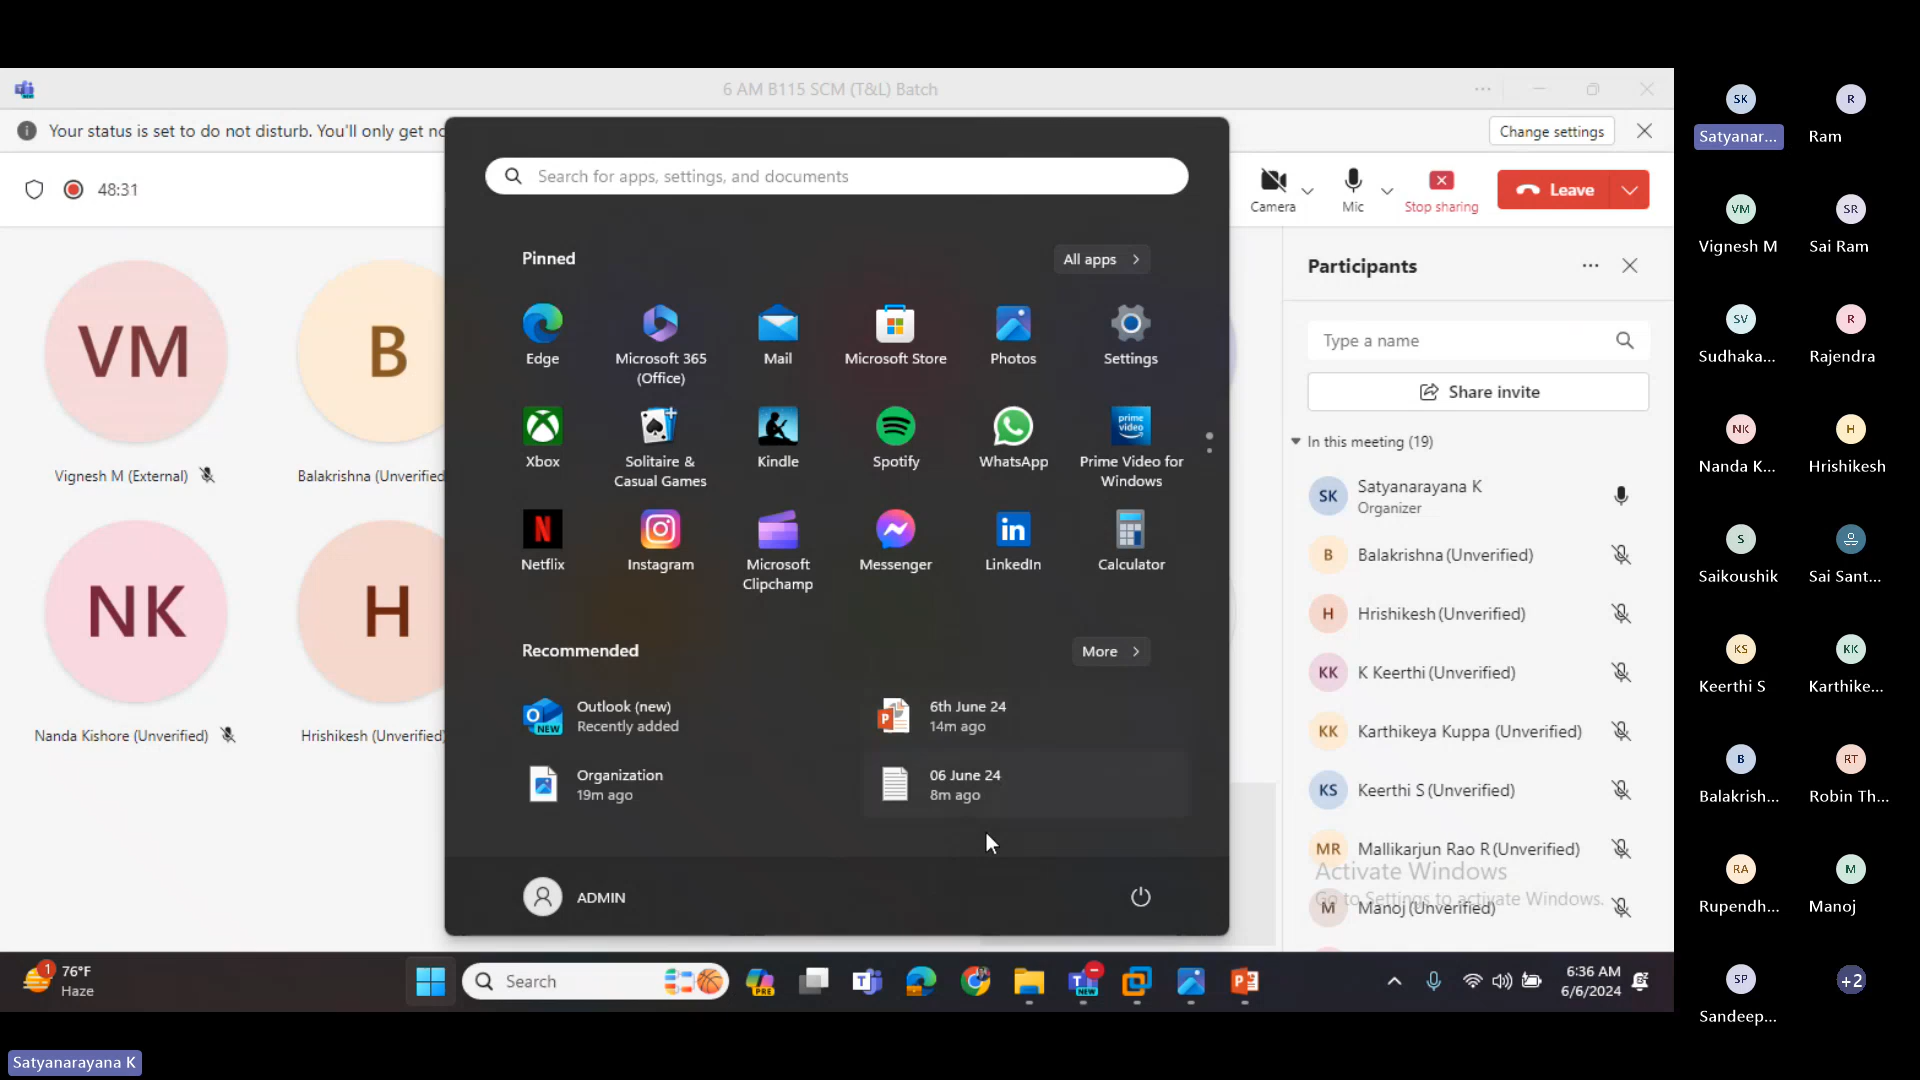 6 AM B115 SCM (T&L) Batch
Your status is set to do not disturb. You'll only get no
Change settings
48:31
Camera
Mic
Stop sharing
Leave
VM
Vignesh M (External)
B
Balakrishna (Unverified
NK
Nanda Kishore (Unverified)
H
Hrishikesh (Unverified)
Search for apps, settings, and documents
Pinned
All apps
Edge
Microsoft 365
(Office)
Mail
Microsoft Store
Photos
Settings
Xbox
Solitaire &
Casual Games
Kindle
Spotify
WhatsApp
prime
video
Prime Video for
Windows
Netflix
Instagram
Microsoft
Clipchamp
Messenger
LinkedIn
Calculator
Recommended
More
NEW
Outlook (new)
Recently added
6th June 24
14m ago
Organization
19m ago
06 June 24
8m ago
ADMIN
Participants
Type a name
Share invite
In this meeting (19)
SK
Satyanarayana K
Organizer
B
Balakrishna (Unverified)
H
Hrishikesh (Unverified)
KK
K Keerthi (Unverified)
KK
Karthikeya Kuppa (Unverified)
KS
Keerthi S (Unverified)
MR
Mallikarjun Rao R (Unverified)
M
Manoj (Unverified)
Activate Windows
Go to Settings to activate Windows.
1
76°F
Haze
Search
PRE
NEW
6:36 AM
6/6/2024
SK
Satyanar...
R
Ram
VM
Vignesh M
SR
Sai Ram
SV
Sudhaka...
R
Rajendra
NK
Nanda K...
H
Hrishikesh
S
Saikoushik
Sai Sant...
KS
Keerthi S
KK
Karthike...
B
Balakrish...
RT
Robin Th...
RA
Rupendh...
M
Manoj
SP
Sandeep...
+2
Satyanarayana K